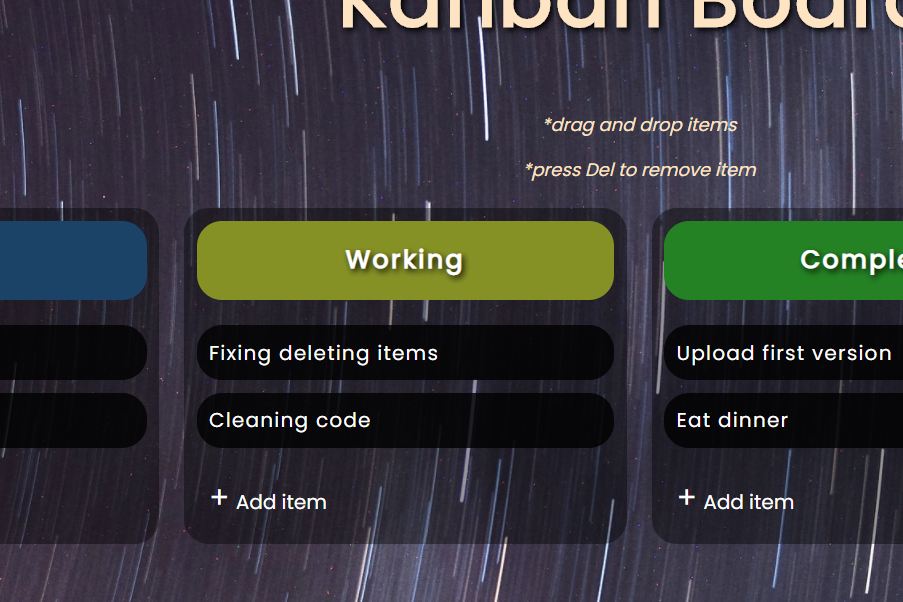 Kanban Board
*drag and drop items
*press Del to remove item
Working
Fixing deleting items
Cleaning code
+ Add item
Comple
Upload first version
Eat dinner
+ Add item